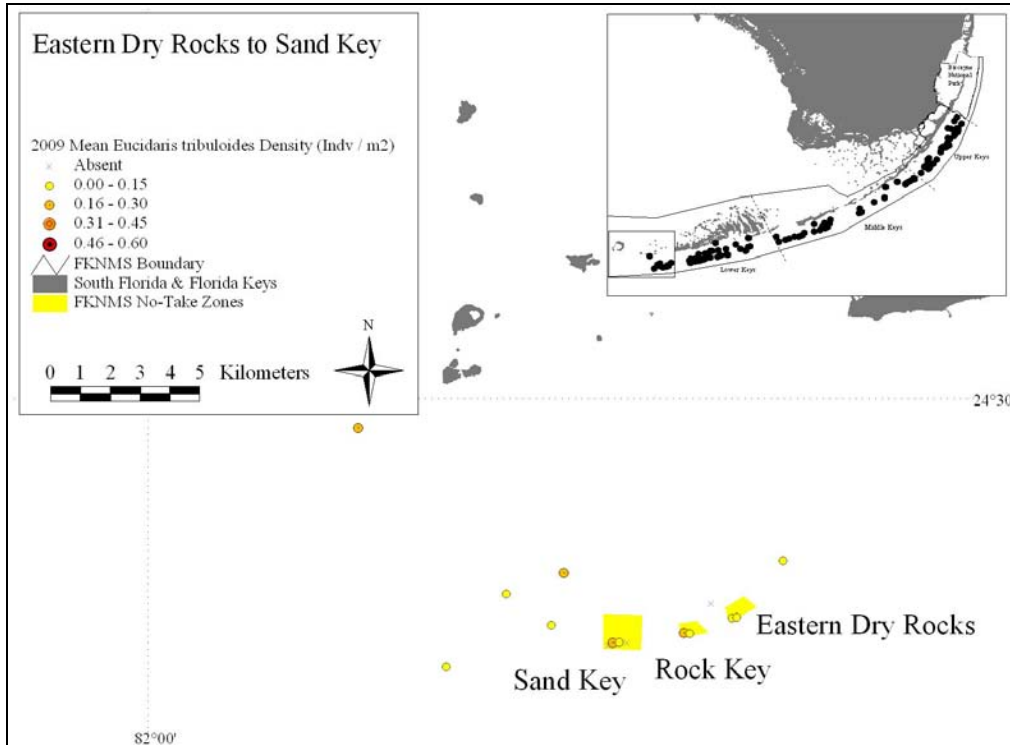 Eastern Dry Rocks to Sand Key
2009 Mean Eucidaris tribuloides Density (Indv / m2)
Absent
0.00 - 0.15
0.16 - 0.30
0.31 - 0.45
0.46 - 0.60
FKNMS Boundary
South Florida & Florida Keys
FKNMS No-Take Zones
N
0 1 2 3 4 5 Kilometers
Biscayne
National
Park
Upper Keys
Middle Keys
Lower Keys
24°30
Eastern Dry Rocks
Rock Key
Sand Key
82°00'